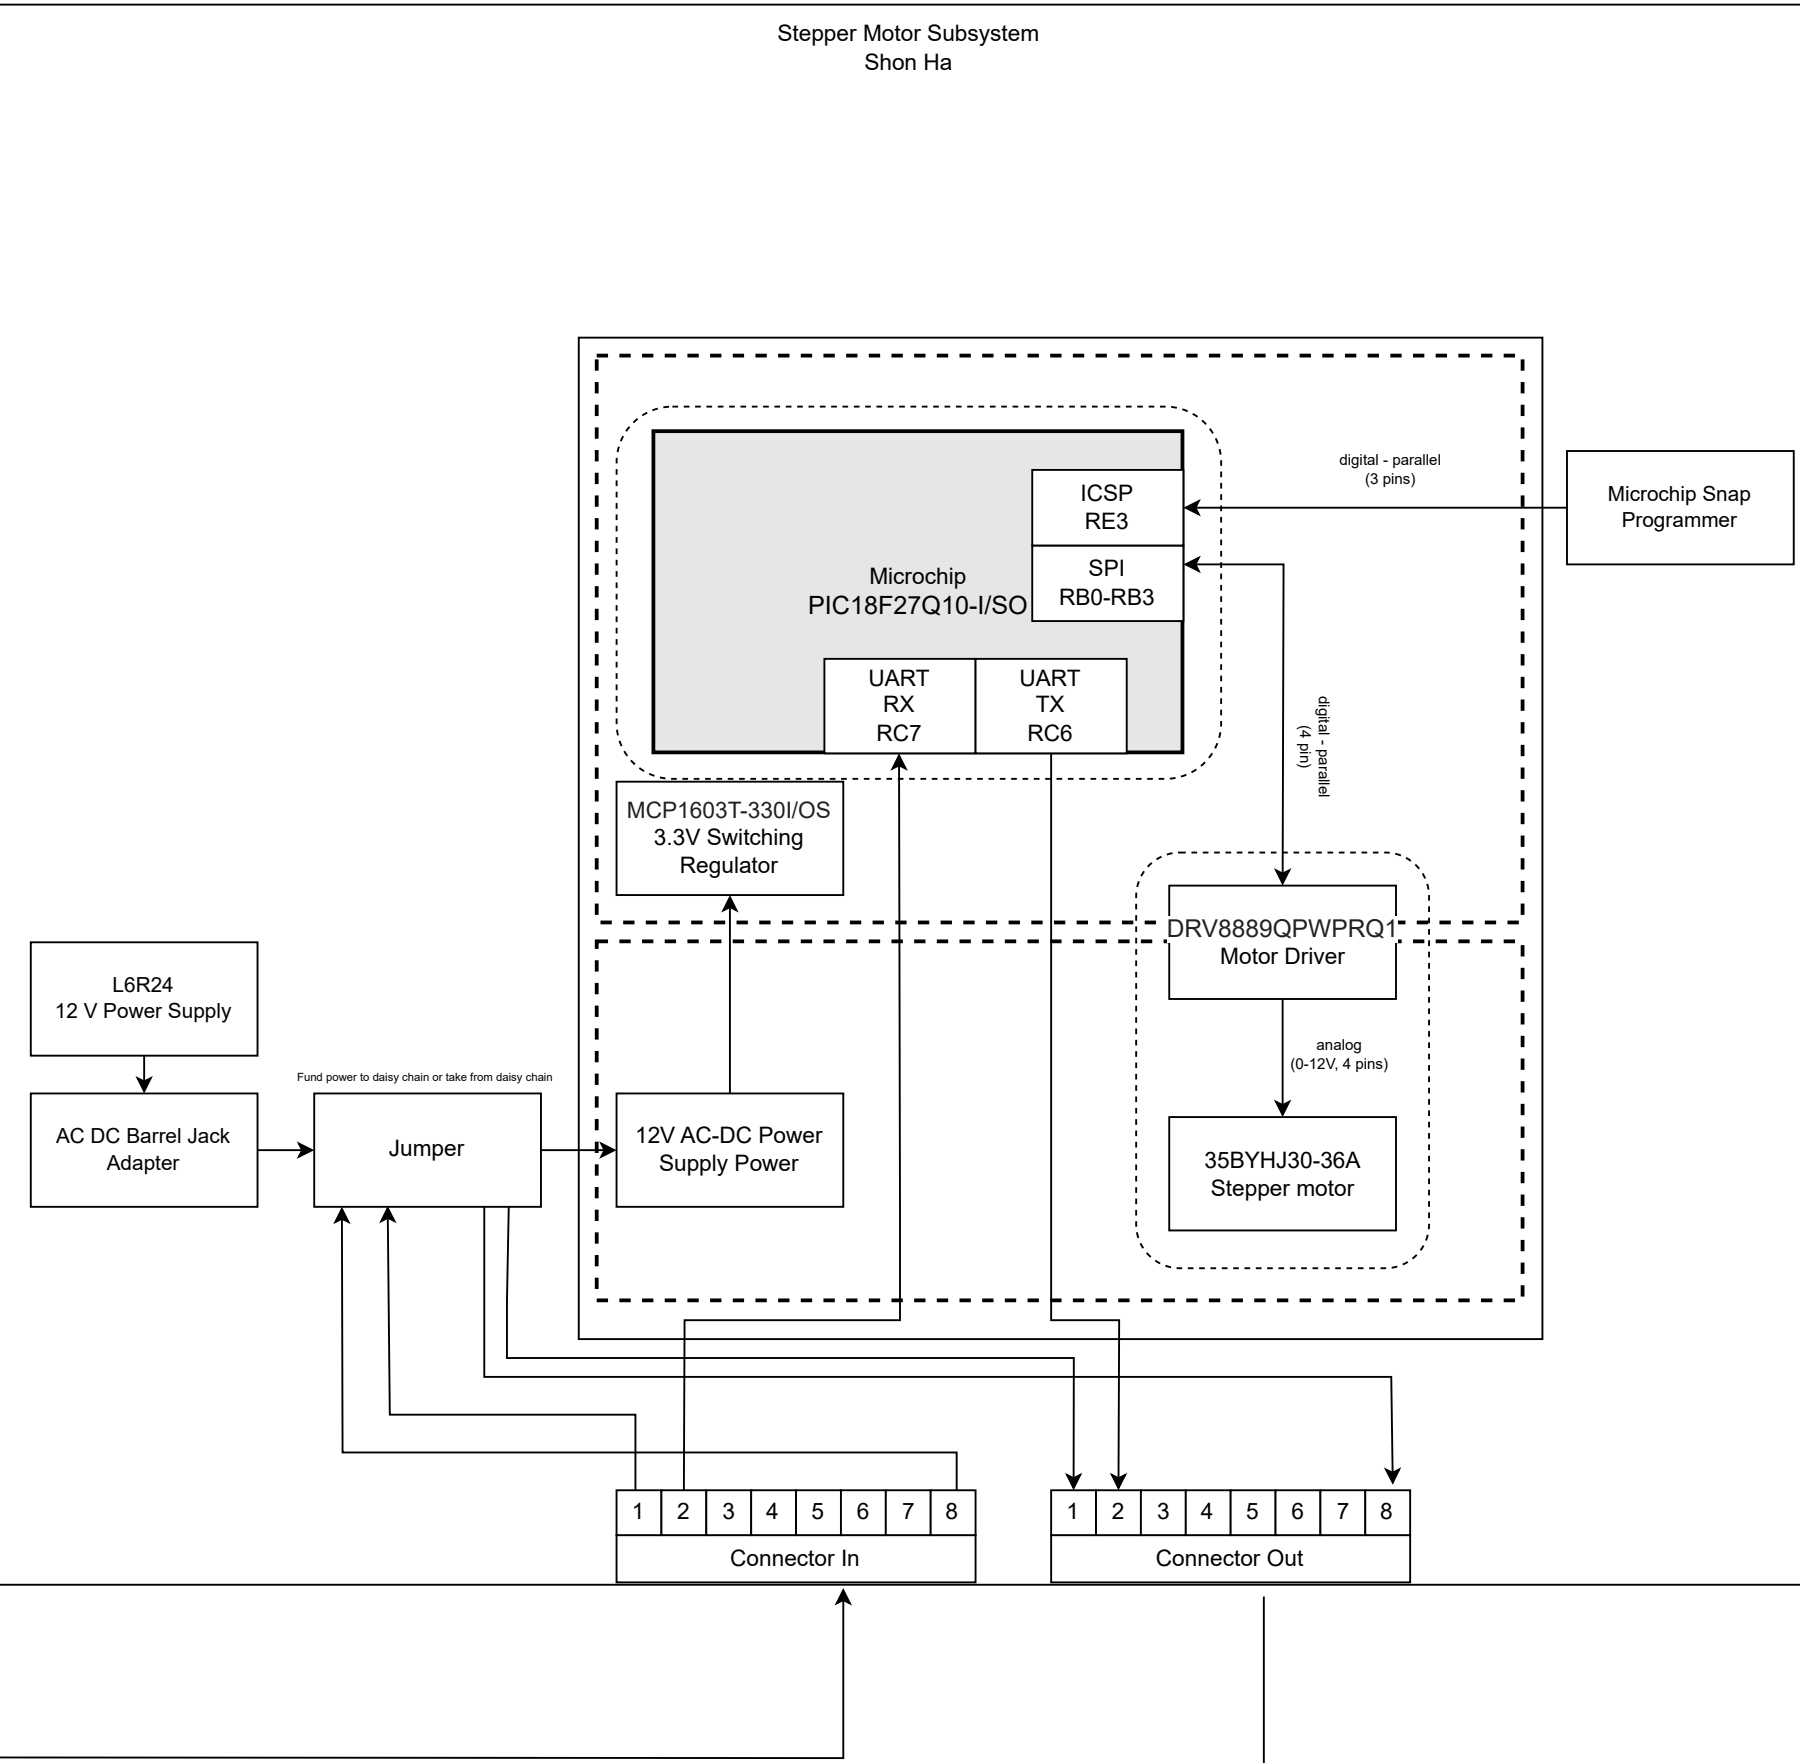 Stepper Motor Subsystem
Shon Ha
ICSP
RE3
digital - parallel
(3 pins)
Microchip Snap
Programmer
SPI
RB0-RB3
Microchip
PIC18F27Q10-I/SO
UART
RX
RC7
UART
TX
RC6
digital - parallel
(4 pin)
MCP1603T-330I/OS
3.3V Switching
Regulator
DRV8889QPWPRQ1
Motor Driver
L6R24
12 V Power Supply
analog
(0-12V, 4 pins)
Fund power to daisy chain or take from daisy chain
AC DC Barrel Jack
Adapter
Jumper
12V AC-DC Power
Supply Power
35BYHJ30-36A
Stepper motor
1 2 3 4 5 6 7 8
Connector In
1 2 3 4 5 6 7 8
Connector Out